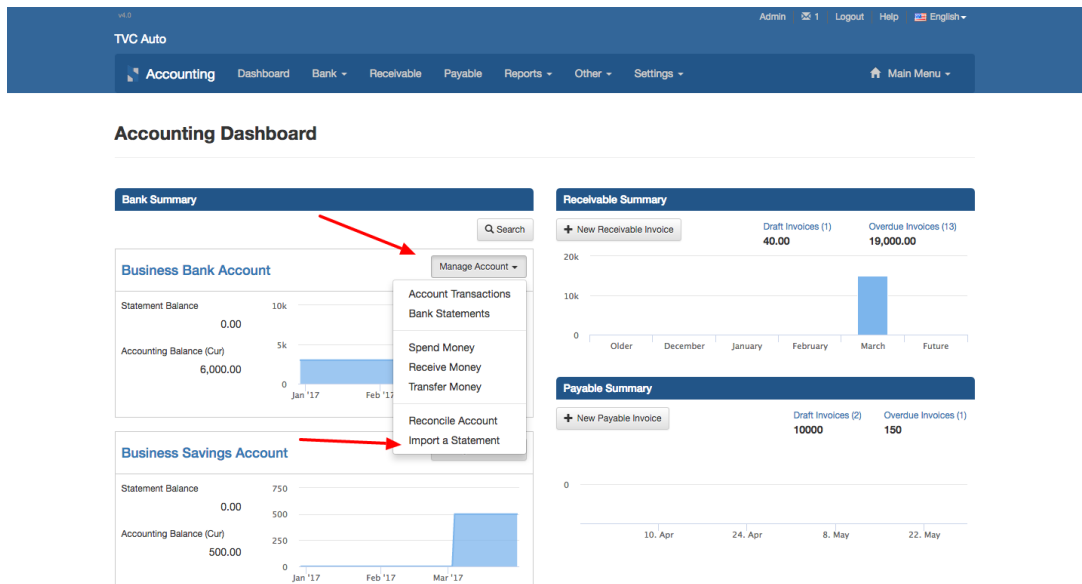 v4.0
Admin 1 Logout Help English
TVC Auto
Accounting Dashboard Bank Receivable Payable Reports Other Settings Main Menu
Accounting Dashboard
Bank Summary
Search
Business Bank Account
Manage Account
Statement Balance
0.00
Accounting Balance (Cur)
6,000.00
10k
5k
0
Jan '17 Feb '17
Account Transactions
Bank Statements
Spend Money
Receive Money
Transfer Money
Reconcile Account
Import a Statement
Business Savings Account
Statement Balance
0.00
Accounting Balance (Cur)
500.00
750
500
250
0
Jan '17 Feb '17 Mar '17
Receivable Summary
+ New Receivable Invoice
Draft Invoices (1)
40.00
Overdue Invoices (13)
19,000.00
20k
10k
0
Older December January February March Future
Payable Summary
+ New Payable Invoice
Draft Invoices (2)
10000
Overdue Invoices (1)
150
0
10. Apr 24. Apr 8. May 22. May